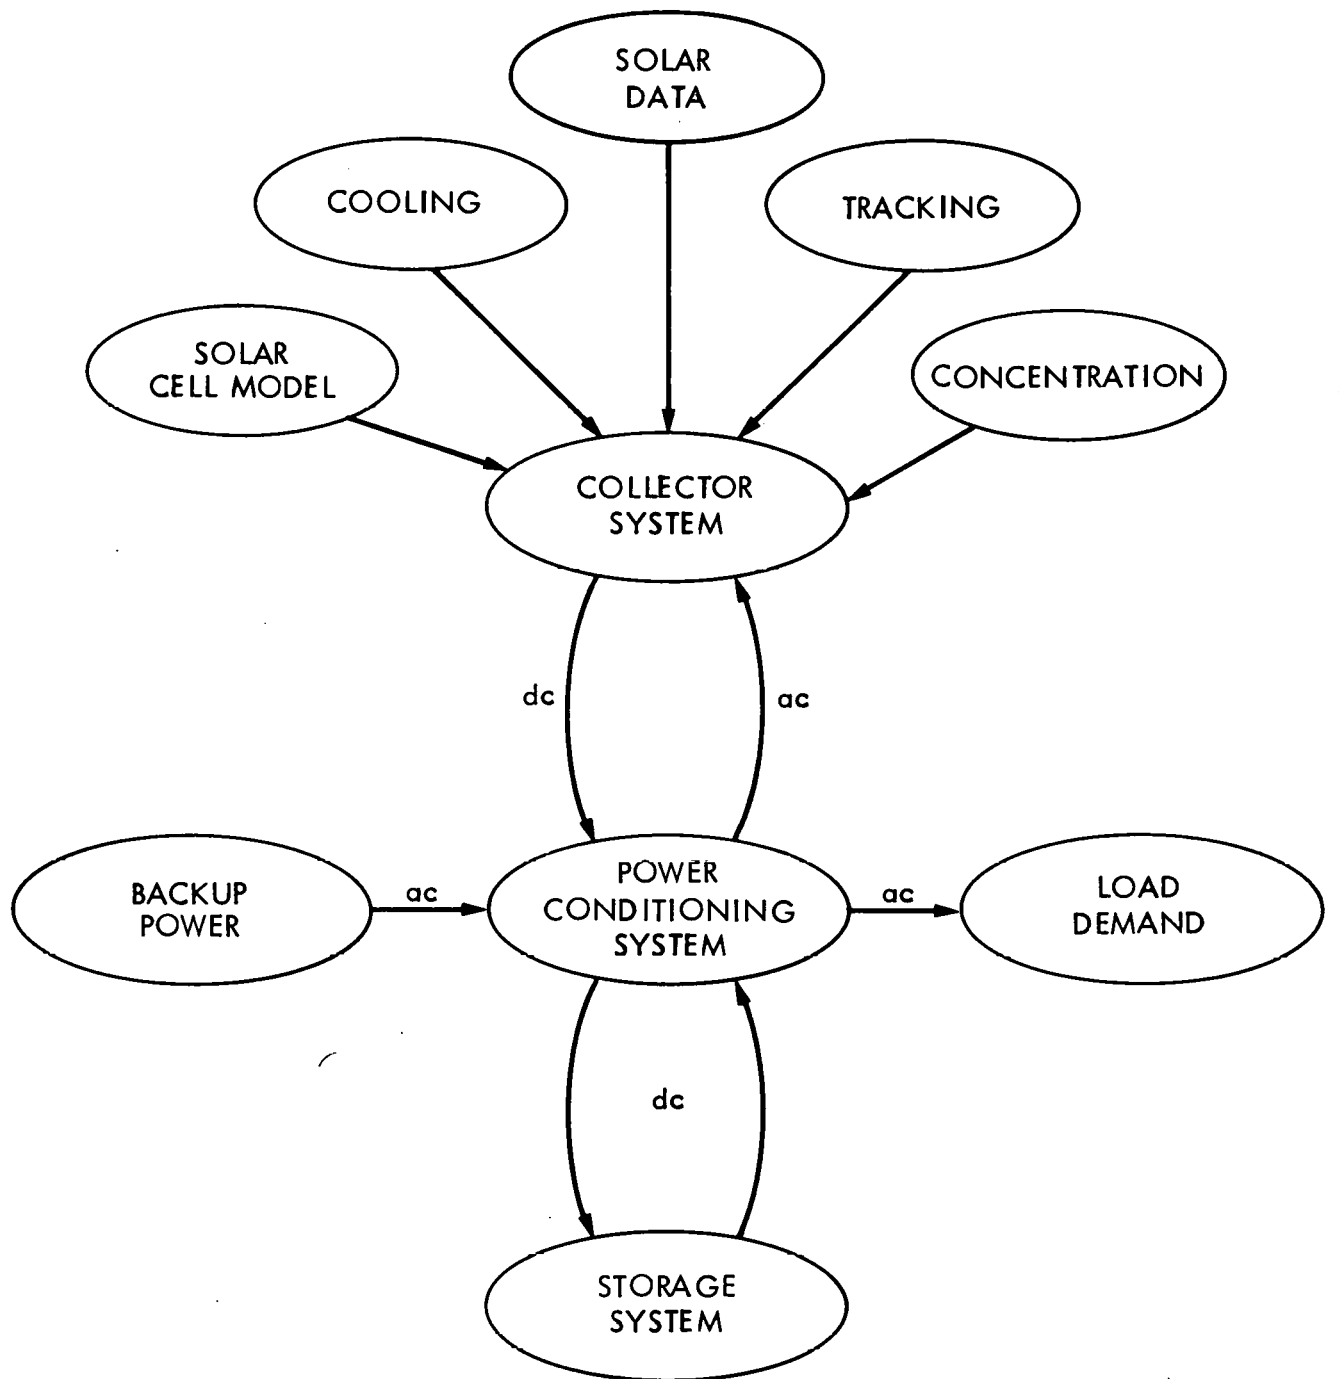 SOLAR
DATA
COOLING
TRACKING
SOLAR
CELL MODEL
CONCENTRATION
COLLECTOR
SYSTEM
dc
ac
BACKUP
POWER
ac
POWER
CONDITIONING
SYSTEM
ac
LOAD
DEMAND
dc
STORAGE
SYSTEM